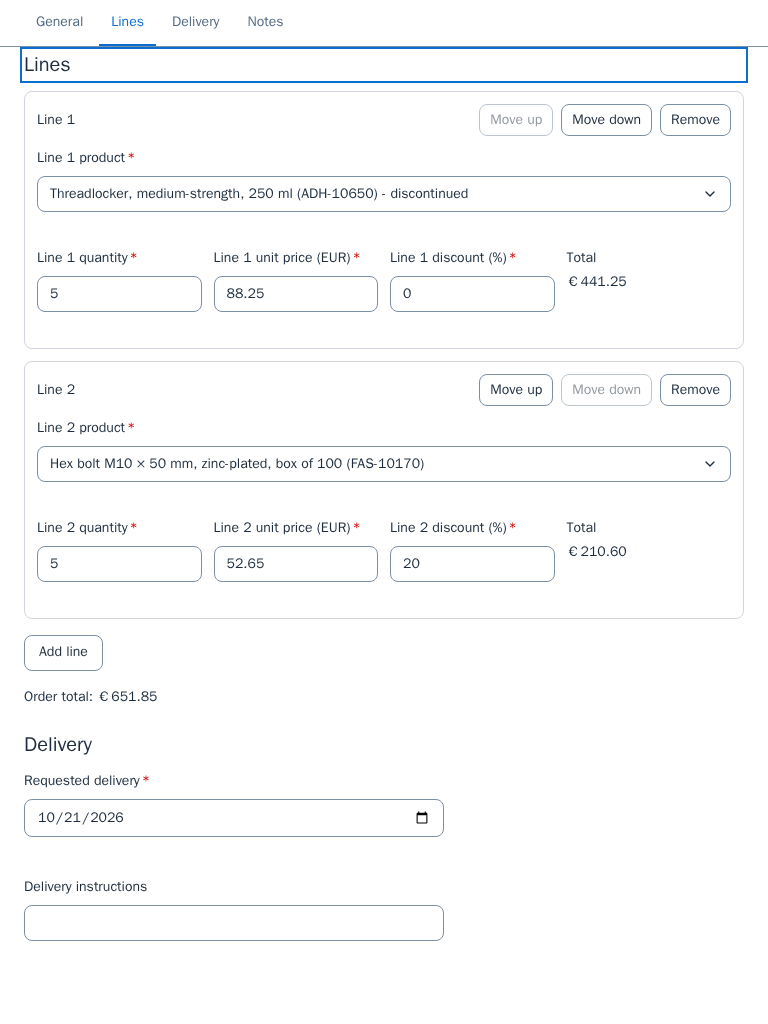 General Lines Delivery Notes
Lines
Line 1 Move up Move down Remove
Line 1 product *
Threadlocker, medium-strength, 250 ml (ADH-10650) - discontinued
Line 1 quantity * Line 1 unit price (EUR) * Line 1 discount (%) * Total
5 88.25 0 € 441.25
Line 2 Move up Move down Remove
Line 2 product *
Hex bolt M10 × 50 mm, zinc-plated, box of 100 (FAS-10170)
Line 2 quantity * Line 2 unit price (EUR) * Line 2 discount (%) * Total
5 52.65 20 € 210.60
Add line
Order total: € 651.85
Delivery
Requested delivery *
10/21/2026
Delivery instructions